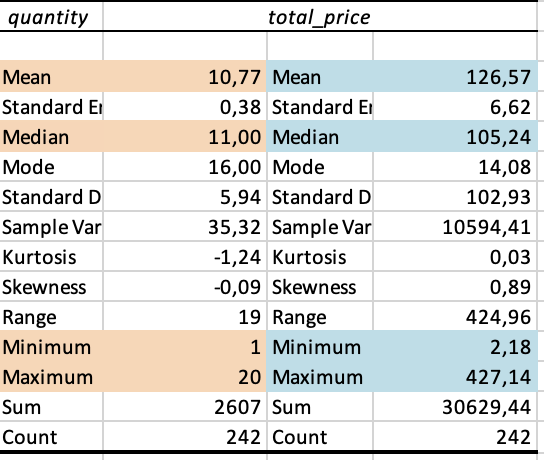 quantity total_price
Mean 10,77 Mean 126,57
Standard Er 0,38 Standard Er 6,62
Median 11,00 Median 105,24
Mode 16,00 Mode 14,08
Standard D 5,94 Standard D 102,93
Sample Var 35,32 Sample Var 10594,41
Kurtosis -1,24 Kurtosis 0,03
Skewness -0,09 Skewness 0,89
Range 19 Range 424,96
Minimum 1 Minimum 2,18
Maximum 20 Maximum 427,14
Sum 2607 Sum 30629,44
Count 242 Count 242